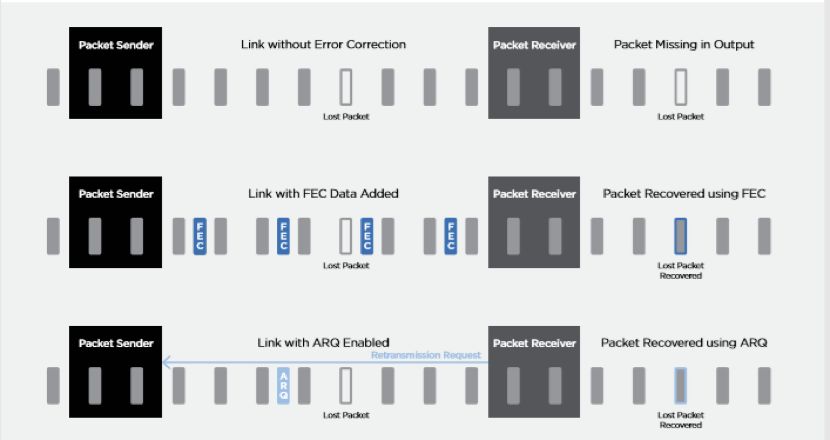 Packet Sender
Link without Error Correction
Packet Receiver
Packet Missing in Output
Lost Packet
Lost Packet
Packet Sender
Link with FEC Data Added
Packet Receiver
Packet Recovered using FEC
FEC
FEC
FEC
FEC
Lost Packet
Lost Packet
Recovered
Packet Sender
Link with ARQ Enabled
Packet Receiver
Packet Recovered using ARQ
Retransmission Request
ARQ
Lost Packet
Lost Packet
Recovered